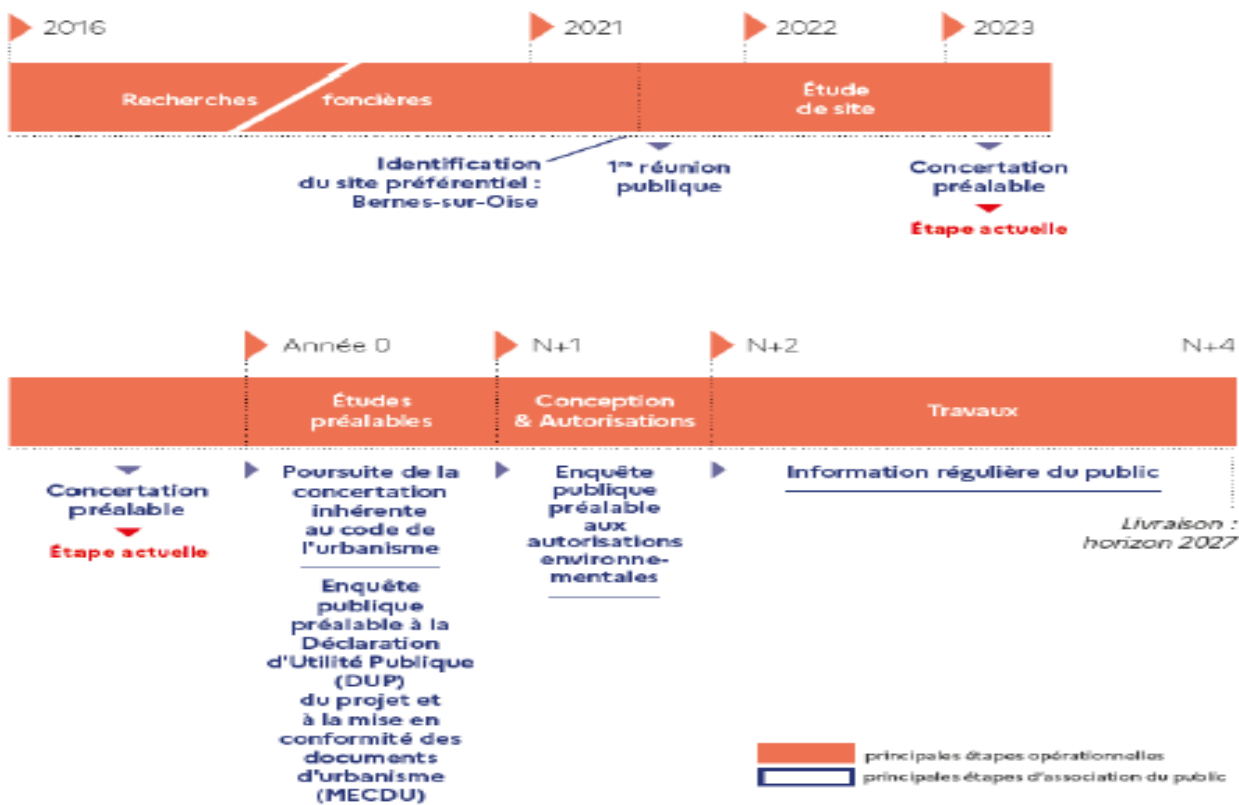 2016
2021
2022
2023
Recherches foncières
Étude
de site
Identification
du site préférentiel :
Bernes-sur-Oise
1re réunion
publique
Concertation
préalable
Étape actuelle
Année 0
N+1
N+2
N+4
Études
préalables
Conception
& Autorisations
Travaux
Concertation
préalable
Étape actuelle
Poursuite de la
concertation
inhérente
au code de
l'urbanisme
Enquête
publique
préalable à la
Déclaration
d'Utilité Publique
(DUP)
du projet et
à la mise en
conformité des
documents
d'urbanisme
(MECDU)
Enquête
publique
préalable
aux
autorisations
environne-
mentales
Information régulière du public
Livraison :
horizon 2027
principales étapes opérationnelles
principales étapes d'association du public